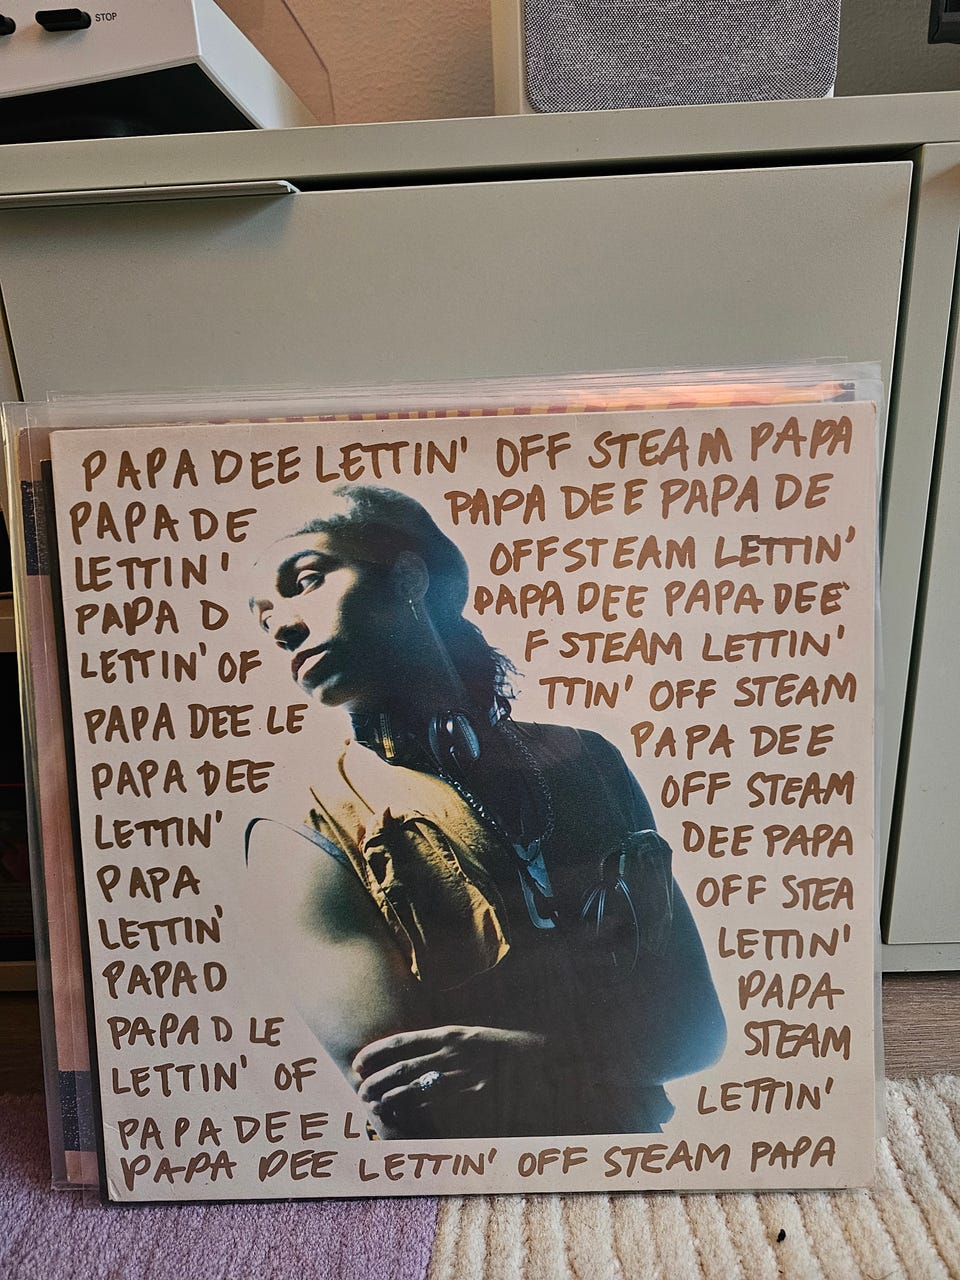 STOP
PAPA DEE LETTIN' OFF STEAM PAPA
PAPA DE
PAPA DEE PAPA DE
LETTIN'
OFF STEAM LETTIN'
PAPA D
PAPA DEE PAPA DEE
LETTIN' OF
F STEAM LETTIN'
PAPA DEE LE
TTIN' OFF STEAM
PAPA DEE
PAPA DEE
LETTIN'
OFF STEAM
PAPA
DEE PAPA
LETTIN'
OFF STEA
PAPA D
LETTIN'
PAPA D LE
PAPA
LETTIN' OF
STEAM
PAPA DEE L
LETTIN'
PAPA DEE LETTIN' OFF STEAM PAPA